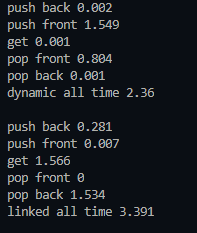 push back 0.002
push front 1.549
get 0.001
pop front 0.804
pop back 0.001
dynamic all time 2.36

push back 0.281
push front 0.007
get 1.566
pop front 0
pop back 1.534
linked all time 3.391